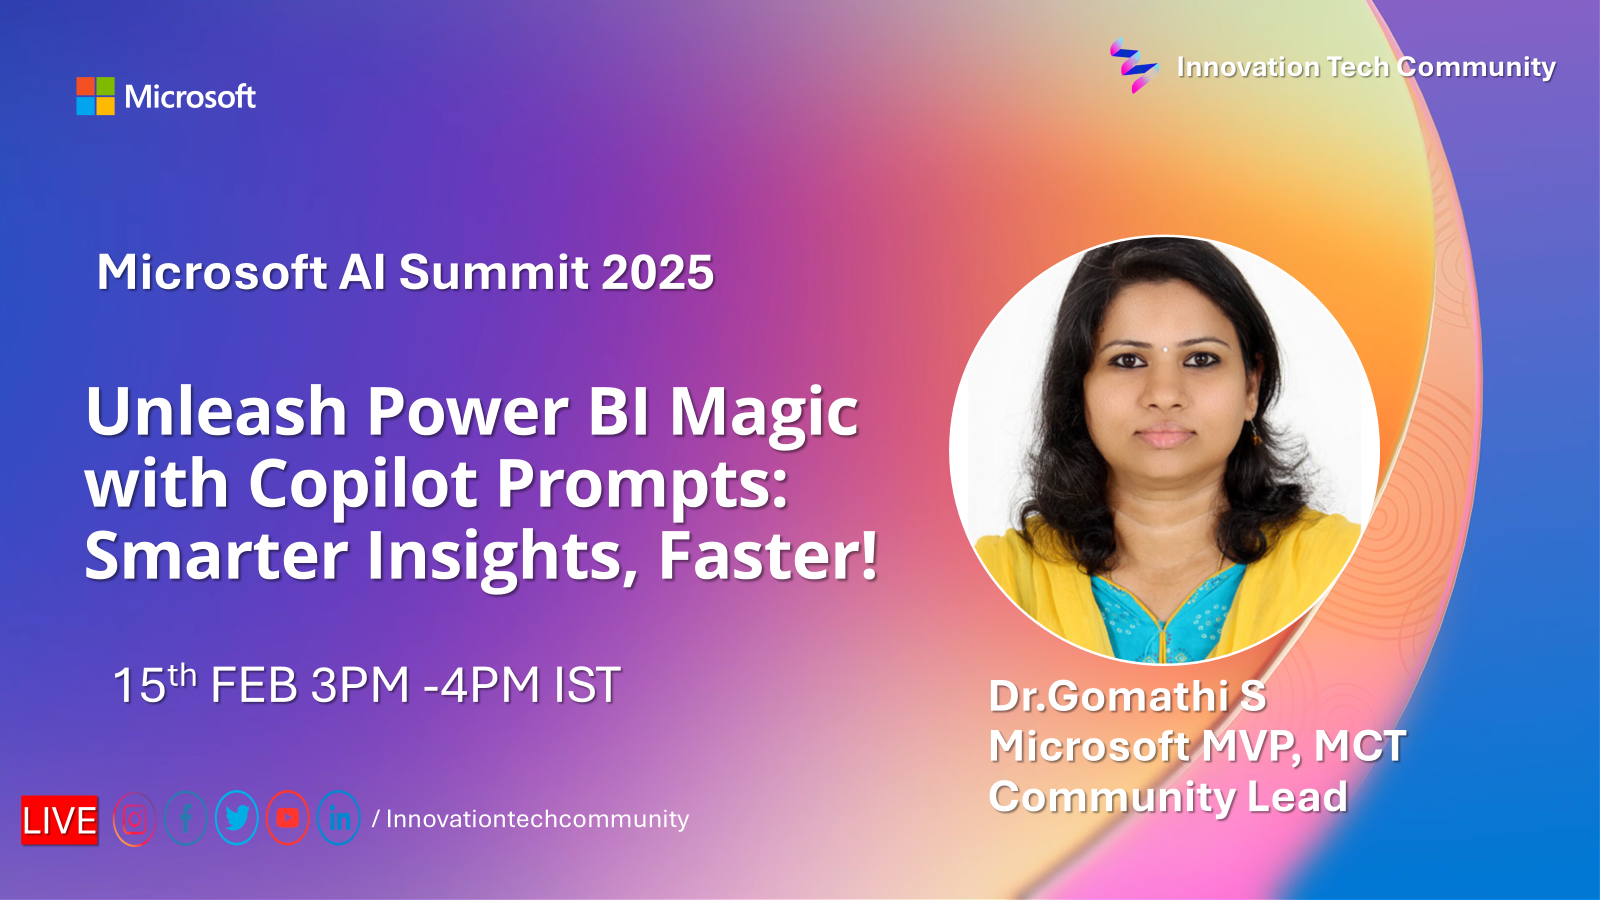 Microsoft
Innovation Tech Community
Microsoft AI Summit 2025
Unleash Power BI Magic
with Copilot Prompts:
Smarter Insights, Faster!
15th FEB 3PM -4PM IST
Dr.Gomathi S
Microsoft MVP, MCT
Community Lead
LIVE
/ Innovationtechcommunity